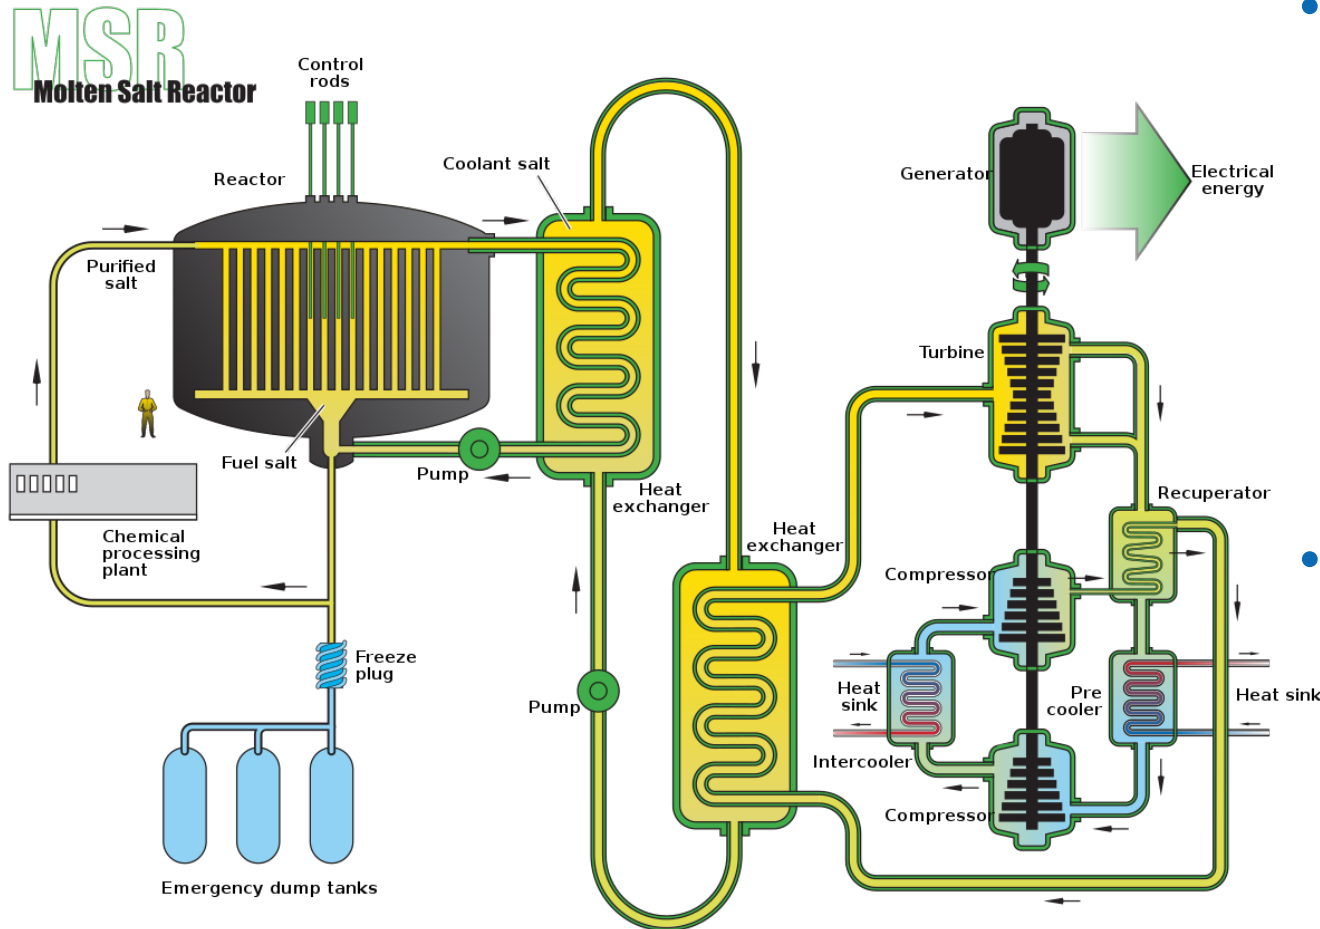 MSR
Molten Salt Reactor
Control
rods
Reactor
Coolant salt
Generator
Electrical
energy
Purified
salt
Turbine
Fuel salt
Pump
Heat
exchanger
Recuperator
Heat
exchanger
Chemical
processing
plant
Compressor
Freeze
plug
Pump
Heat
sink
Pre
cooler
Heat sink
Intercooler
Compressor
Emergency dump tanks